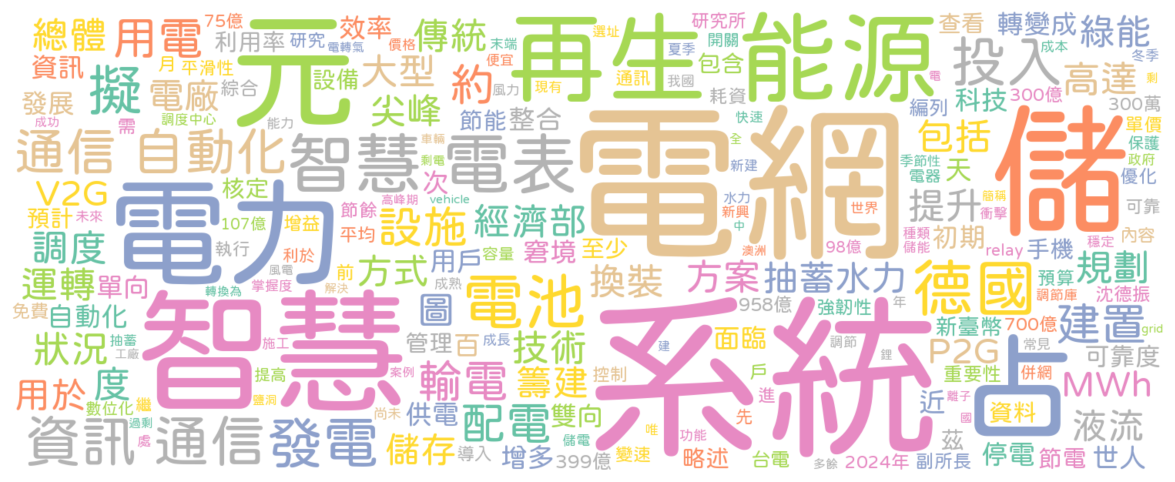 總體 用電 75億 利用率 效率 研究 電轉氣 傳統 末端 價格 便宜 再生能源 選址 研究所 夏季 開關 查看 轉變成 綠能 成本 冬季 剩
資訊 月 平滑性 元 設備 大型 約 風力 通訊 現有 我國 包含 耗資 電 投入 高達 300億 300萬
發展 擬 電廠 綜合 尖峰 節能 整合 快速 編列 科技 單價 保護
成功 需 調度中心 能力 包括 政府
通信 自動化 智慧 電表 車輛 剩電 電網 全 新建 儲 季節性 電器 天 優化
V2G 核定 電力 次 高峰期 vehicle 水力 新興 中 世界 簡稱 衝擊
預計 未來 107億 增益 節餘 平均 設施 經濟部 提升 可靠
調度 執行 利於 窘境 至少 澳洲 98億 種類 儲能 初期 relay 手機 內容 穩定
運轉 單向 風電 掌握度 前 解決 方式 用戶 容量 換裝 方案 抽蓄水力 德國 預算 規劃
免費 自動化 轉換為 智慧 圖 成熟 電池 系統 958億 強韌性 年 調節庫 沈德振
狀況 抽蓄 工廠 施工 管理 百 成長 技術 建 面臨 調節 鋰 新臺幣 700億 建置 grid
用於 度 提高 案例 輸電 籌建 控制 戶 P2G 常見 可靠度
數位化 繼 鹽洞 尚未 供電 配電 雙向 進 先 離子 重要性 占 併網 MWh
資訊 過剩 處 通信 發電 儲存 導入 儲電 唯 功能 國 近 資料
增多 399億 變速 略述 台電 多餘 2024年 茲 副所長 停電 節電 液流 世人